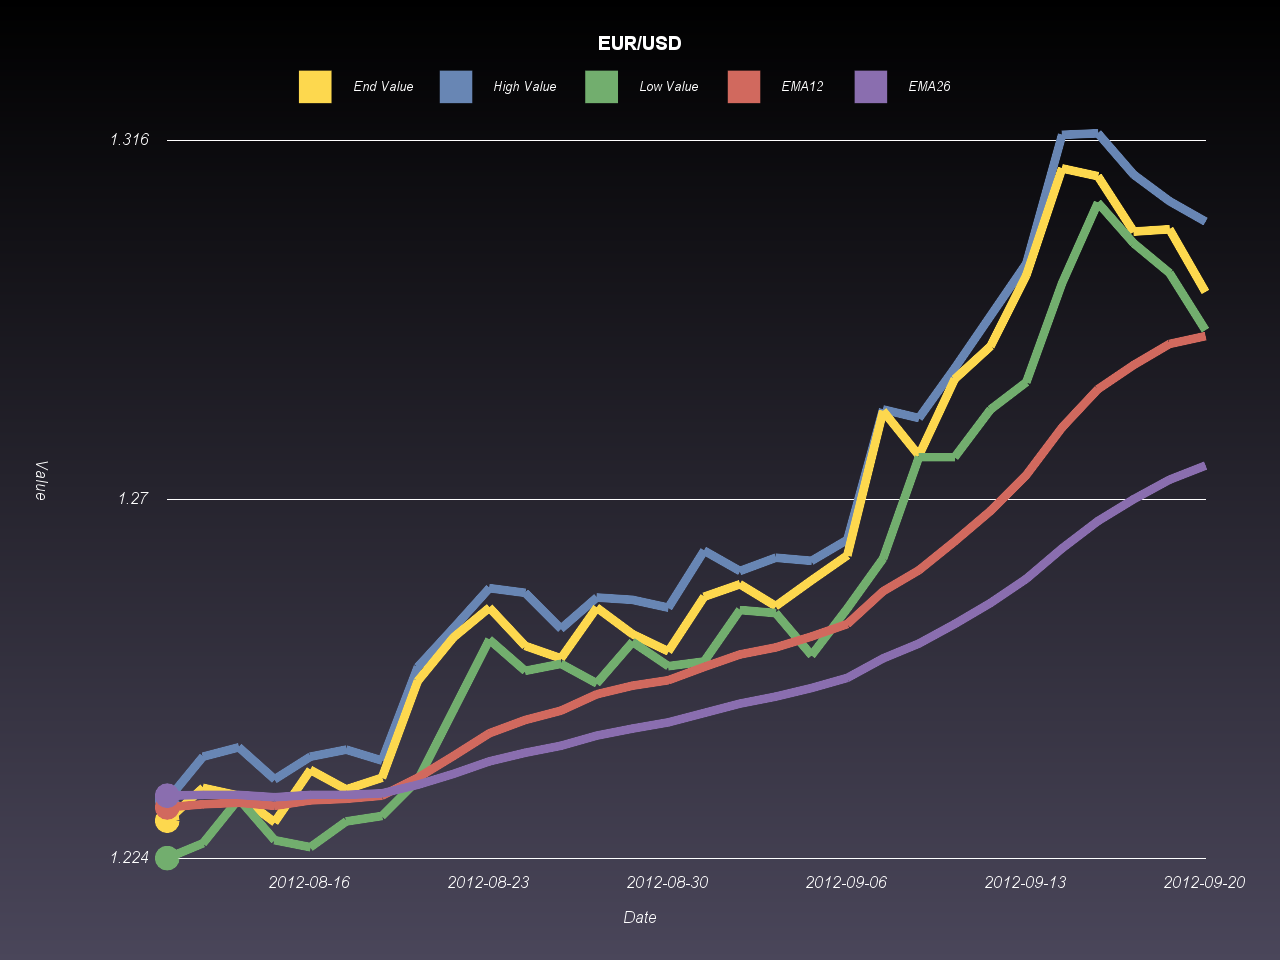 EUR/USD
End Value High Value Low Value EMA12 EMA26
1.316
Value
1.27
1.224
2012-08-16 2012-08-23 2012-08-30 2012-09-06 2012-09-13 2012-09-20
Date